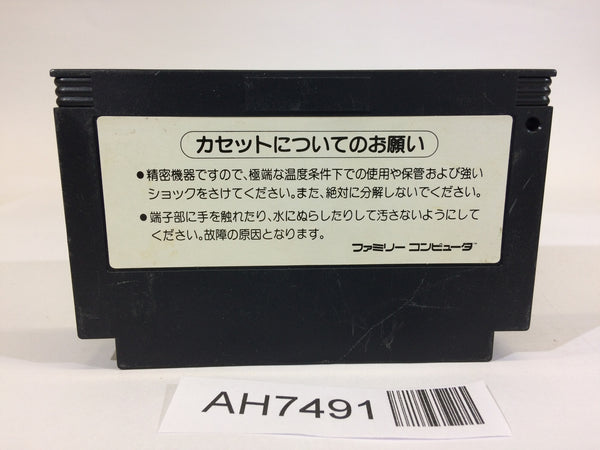 カセットについてのお願い
●精密機器ですので、極端な温度条件下での使用や保管および強い
ショックをさけてください。また、絶対に分解しないでください。
●端子部に手を触れたり、水にぬらしたりして汚さないようにして
ください。故障の原因となります。
ファミリーコンピュータ™
AH7491